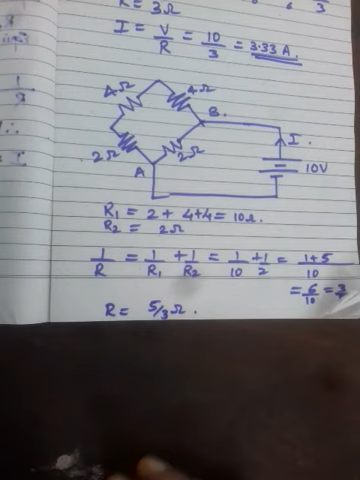 R = 3Ω
I = V/R = 10/3 = 3.33 A.
4Ω 4Ω
B.
I.
2Ω 2Ω
A
10V
R1 = 2 + 4+4 = 10Ω.
R2 = 2Ω
1/R = 1/R1 + 1/R2 = 1/10 + 1/2 = 1+5/10
= 6/10 = 3/
R = 5/3 Ω.